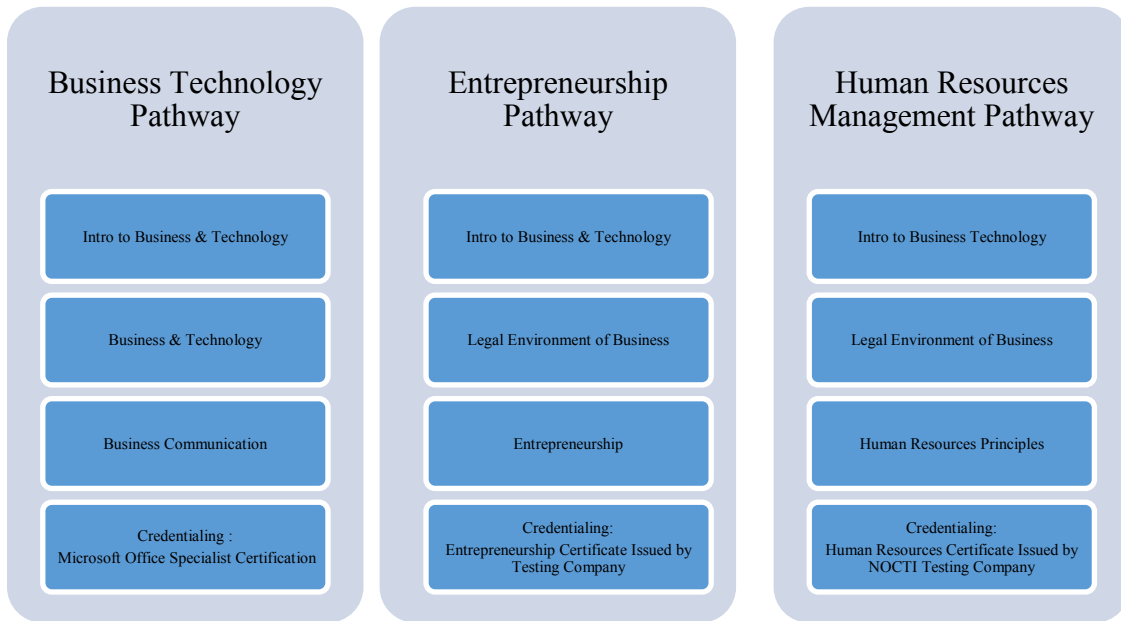 Business Technology
Pathway
Intro to Business & Technology
Business & Technology
Business Communication
Credentialing :
Microsoft Office Specialist Certification
Entrepreneurship
Pathway
Intro to Business & Technology
Legal Environment of Business
Entrepreneurship
Credentialing:
Entrepreneurship Certificate Issued by
Testing Company
Human Resources
Management Pathway
Intro to Business Technology
Legal Environment of Business
Human Resources Principles
Credentialing:
Human Resources Certificate Issued by
NOCTI Testing Company